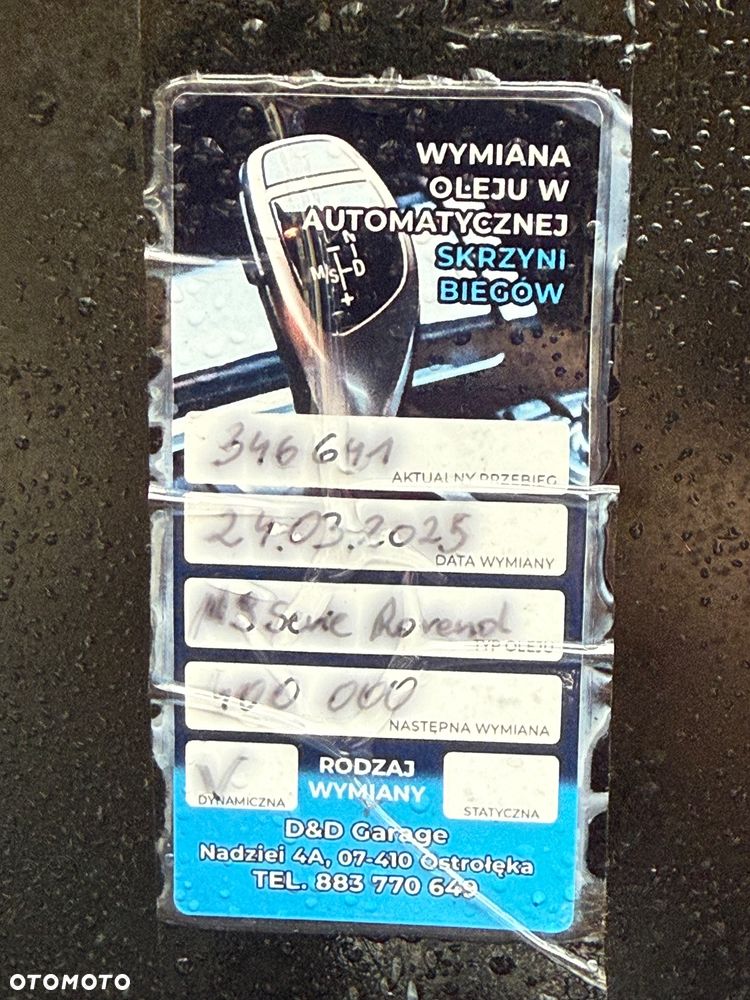 WYMIANA
OLEJU W
AUTOMATYCZNEJ
SKRZYNI
BIEGÓW
M/S
D
346 641
AKTUALNY PRZEBIEG
24.03.2025
DATA WYMIANY
Ravenol
TYP OLEJU
400 000
NASTĘPNA WYMIANA
V
DYNAMICZNA
RODZAJ
WYMIANY
STATYCZNA
D&D Garage
Nadziei 4A, 07-410 Ostrołęka
TEL. 883 770 649
OTOMOTO